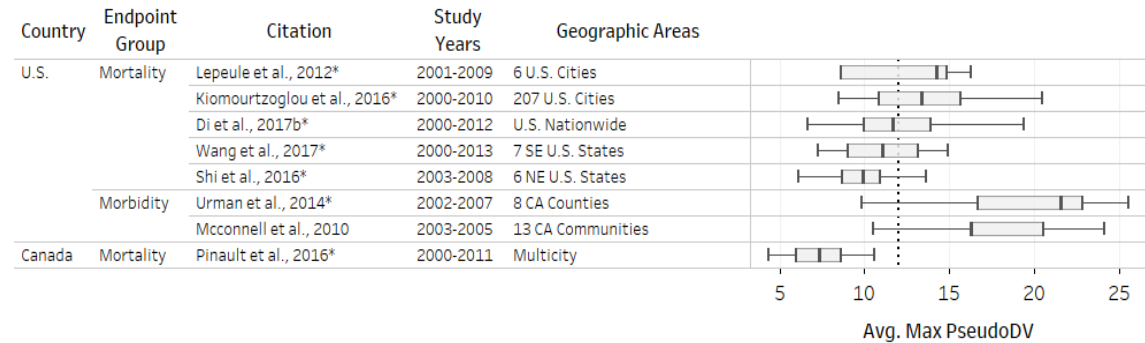 Country Endpoint Group Citation Study Years Geographic Areas
U.S. Mortality Lepeule et al., 2012* 2001-2009 6 U.S. Cities
Kiomourtzoglou et al., 2016* 2000-2010 207 U.S. Cities
Di et al., 2017b* 2000-2012 U.S. Nationwide
Wang et al., 2017* 2000-2013 7 SE U.S. States
Shi et al., 2016* 2003-2008 6 NE U.S. States
Morbidity Urman et al., 2014* 2002-2007 8 CA Counties
Mcconnell et al., 2010 2003-2005 13 CA Communities
Canada Mortality Pinault et al., 2016* 2000-2011 Multicity
5 10 15 20 25
Avg. Max PseudoDV